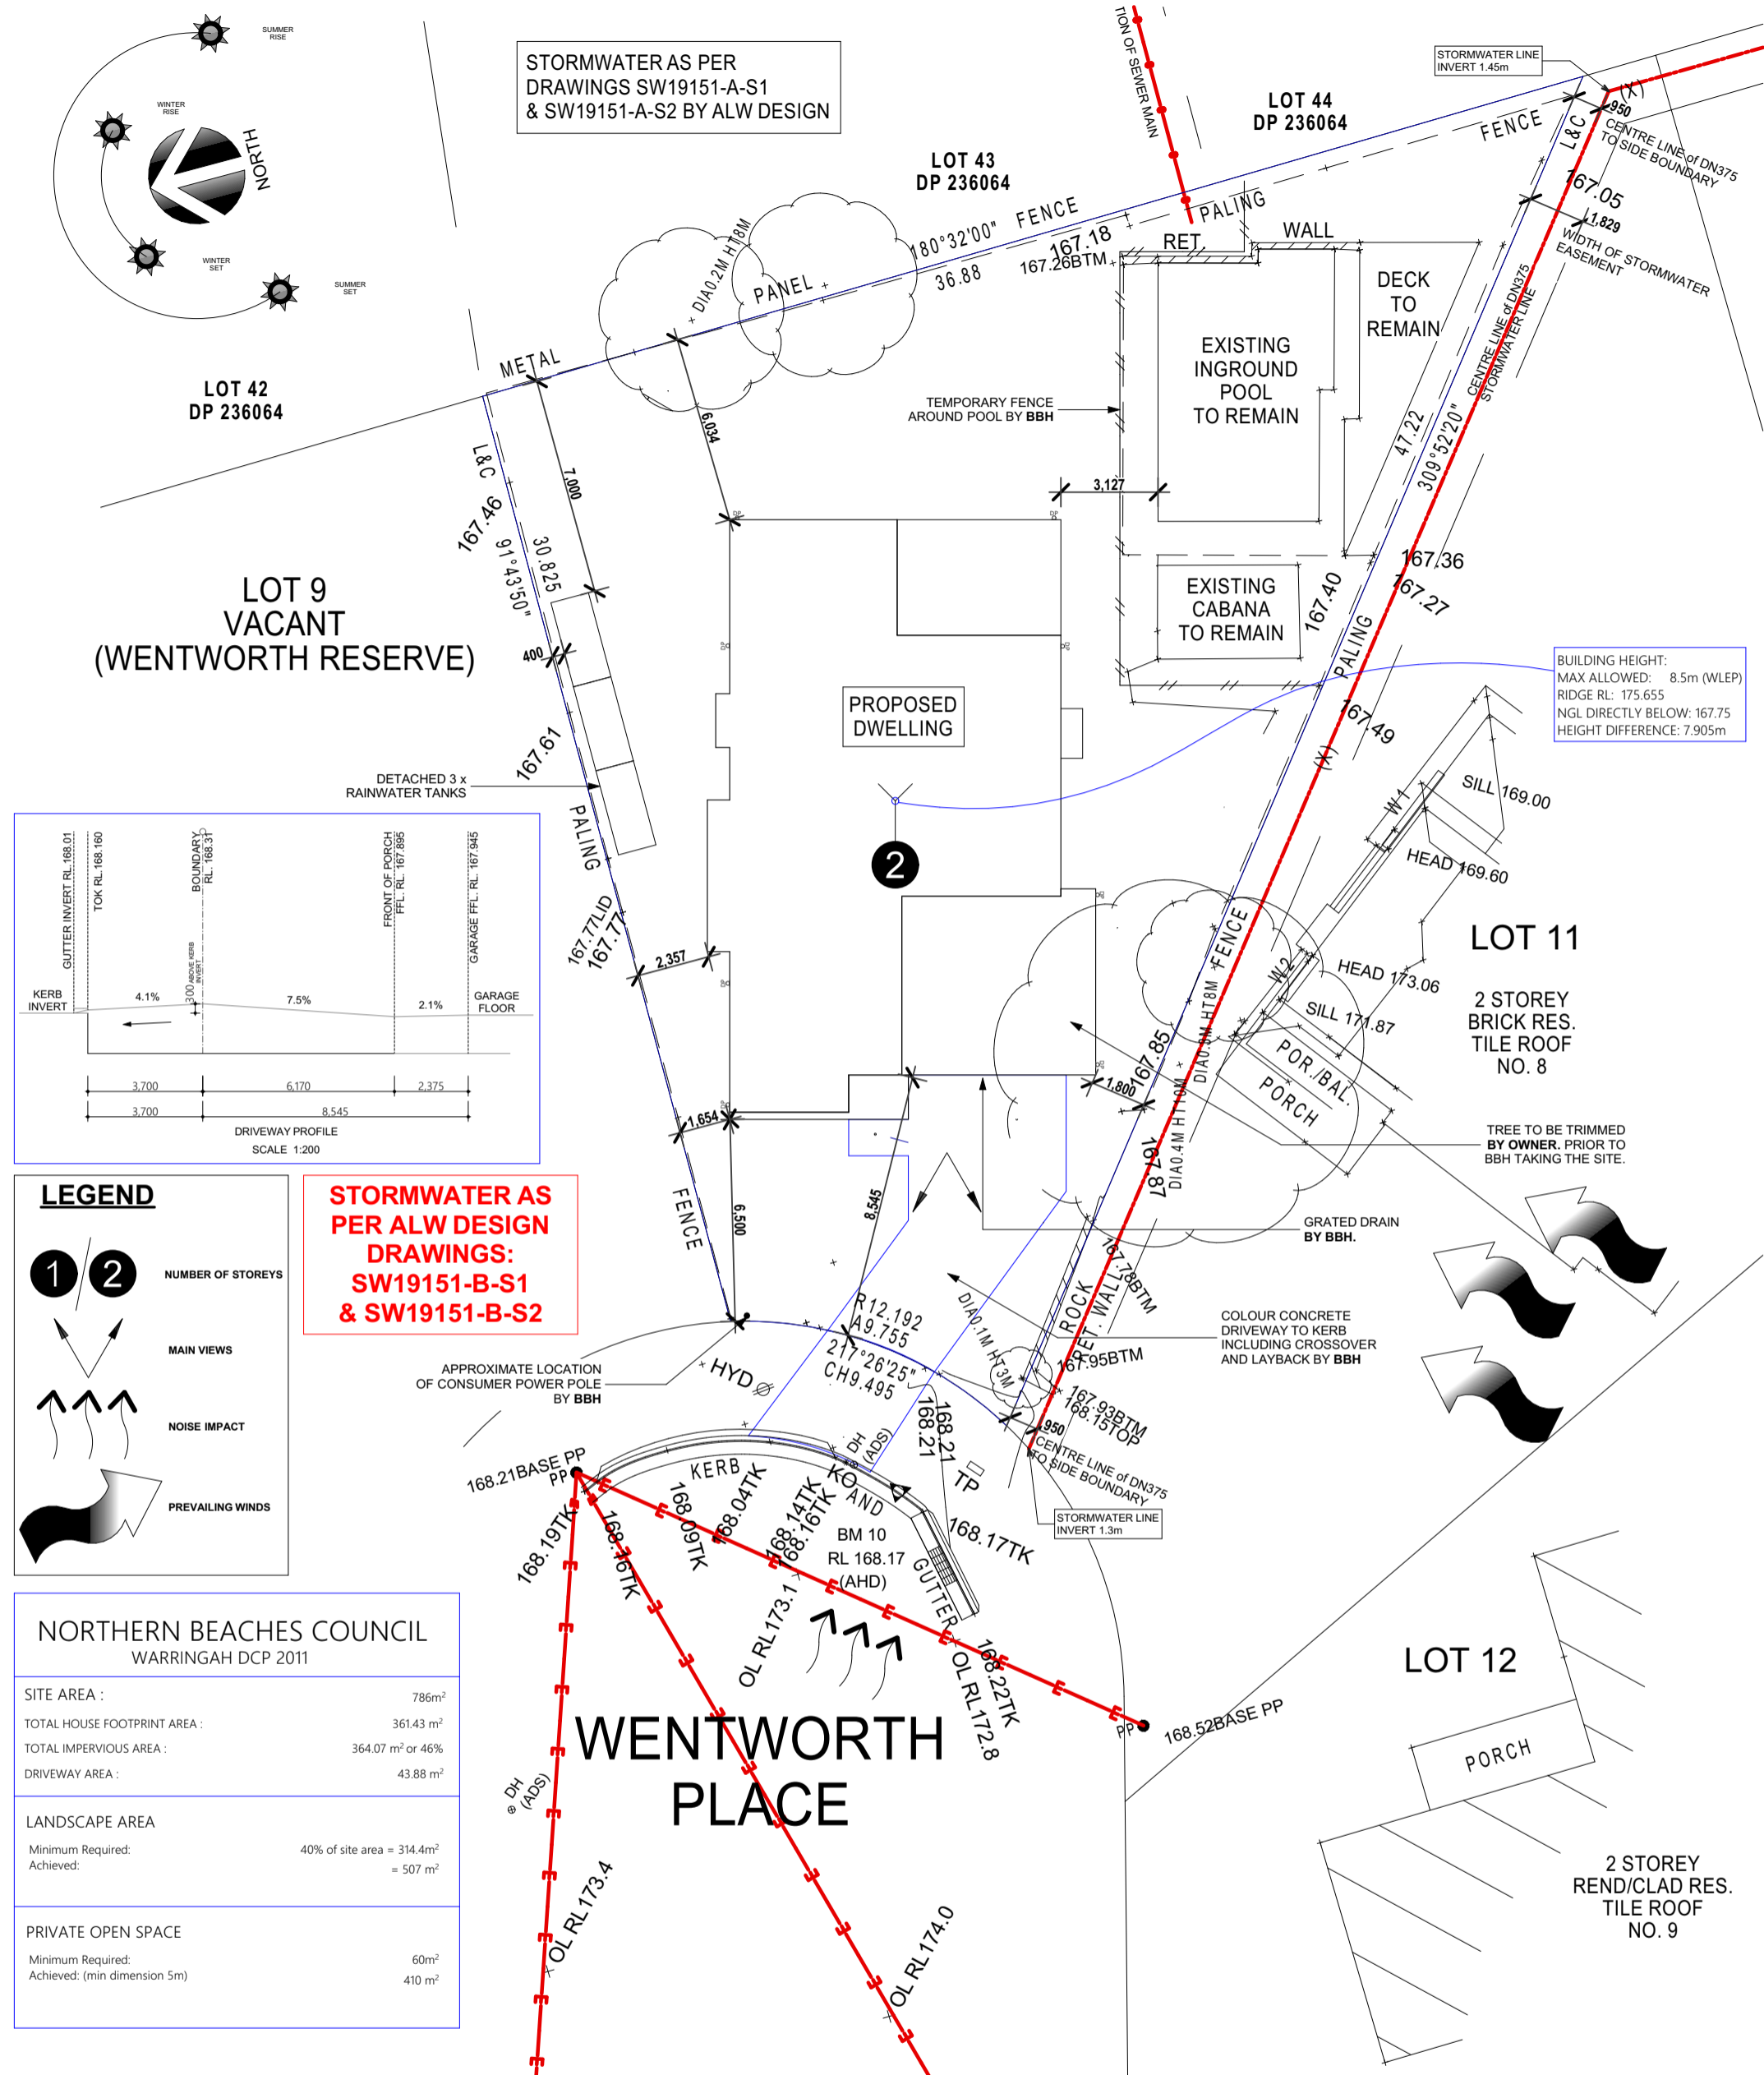 SUMMER
RISE
WINTER
RISE
NORTH
WINTER
SET
SUMMER
SET
STORMWATER AS PER
DRAWINGS SW19151-A-S1
& SW19151-A-S2 BY ALW DESIGN
TION OF SEWER MAIN
LOT 44
DP 236064
LOT 43
DP 236064
LOT 42
DP 236064
STORMWATER LINE
INVERT 1.45m
(X)
950
CENTRE LINE of DN375
TO SIDE BOUNDARY
167.05
1,829
WIDTH OF STORMWATER
EASEMENT
L&C
FENCE
PALING
180°32'00" FENCE
36.88
167.18
167.26BTM
RET. WALL
PANEL
METAL
DIA0.2M HT8M
DECK
TO
REMAIN
EXISTING
INGROUND
POOL
TO REMAIN
TEMPORARY FENCE
AROUND POOL BY BBH
CENTRE LINE of DN375
STORMWATER LINE
47.22
309°52'20"
3,127
6,034
7,000
L&C
167.46
91°43'50"
30.825
400
167.61
LOT 9
VACANT
(WENTWORTH RESERVE)
EXISTING
CABANA
TO REMAIN
167.36
167.27
167.40
PALING
167.49
(X)
BUILDING HEIGHT:
MAX ALLOWED: 8.5m (WLEP)
RIDGE RL: 175.655
NGL DIRECTLY BELOW: 167.75
HEIGHT DIFFERENCE: 7.905m
PROPOSED
DWELLING
2
DP
DP
DP
DP
DP
DP
DP
DP
DETACHED 3 x
RAINWATER TANKS
PALING
167.77LID
167.77
2,357
1,654
6,500
8,545
1,800
FENCE
GUTTER INVERT RL.168.01
TOK RL.168.160
BOUNDARY
RL. 168.31
FRONT OF PORCH
FFL. RL. 167.895
GARAGE FFL. RL. 167.945
KERB
INVERT
4.1%
300 ABOVE KERB
INVERT
7.5%
2.1%
GARAGE
FLOOR
3,700
6,170
2,375
3,700
8,545
DRIVEWAY PROFILE
SCALE 1:200
W1
SILL 169.00
HEAD 169.60
LOT 11
W2
HEAD 173.06
SILL 171.87
2 STOREY
BRICK RES.
TILE ROOF
NO. 8
POR./BAL.
PORCH
FENCE
DIA0.3M HT8M
DIA0.4M HT10M
167.85
167.87
TREE TO BE TRIMMED
BY OWNER. PRIOR TO
BBH TAKING THE SITE.
GRATED DRAIN
BY BBH.
COLOUR CONCRETE
DRIVEWAY TO KERB
INCLUDING CROSSOVER
AND LAYBACK BY BBH
ROCK
RET. WALL
167.78BTM
167.95BTM
167.93BTM
168.15TOP
DIA0.1M HT3M
950
CENTRE LINE of DN375
TO SIDE BOUNDARY
STORMWATER LINE
INVERT 1.3m
LEGEND
1 / 2
NUMBER OF STOREYS
MAIN VIEWS
NOISE IMPACT
PREVAILING WINDS
STORMWATER AS
PER ALW DESIGN
DRAWINGS:
SW19151-B-S1
& SW19151-B-S2
APPROXIMATE LOCATION
OF CONSUMER POWER POLE
BY BBH
HYD
R12.192
A9.755
217°26'25"
CH9.495
168.21
168.21
TP
DH
(ADS)
KO
168.21BASE PP
PP
KERB
AND
GUTTER
168.19TK
168.16TK
168.09TK
168.04TK
168.14TK
168.16TK
168.17TK
BM 10
RL 168.17
(AHD)
OL RL173.1
168.22TK
OL RL172.8
PP
168.52BASE PP
WENTWORTH
PLACE
DH
(ADS)
OL RL173.4
OL RL174.0
E
LOT 12
PORCH
2 STOREY
REND/CLAD RES.
TILE ROOF
NO. 9
NORTHERN BEACHES COUNCIL
WARRINGAH DCP 2011
SITE AREA : 786m²
TOTAL HOUSE FOOTPRINT AREA : 361.43 m²
TOTAL IMPERVIOUS AREA : 364.07 m² or 46%
DRIVEWAY AREA : 43.88 m²
LANDSCAPE AREA
Minimum Required: 40% of site area = 314.4m²
Achieved: = 507 m²
PRIVATE OPEN SPACE
Minimum Required: 60m²
Achieved: (min dimension 5m) 410 m²